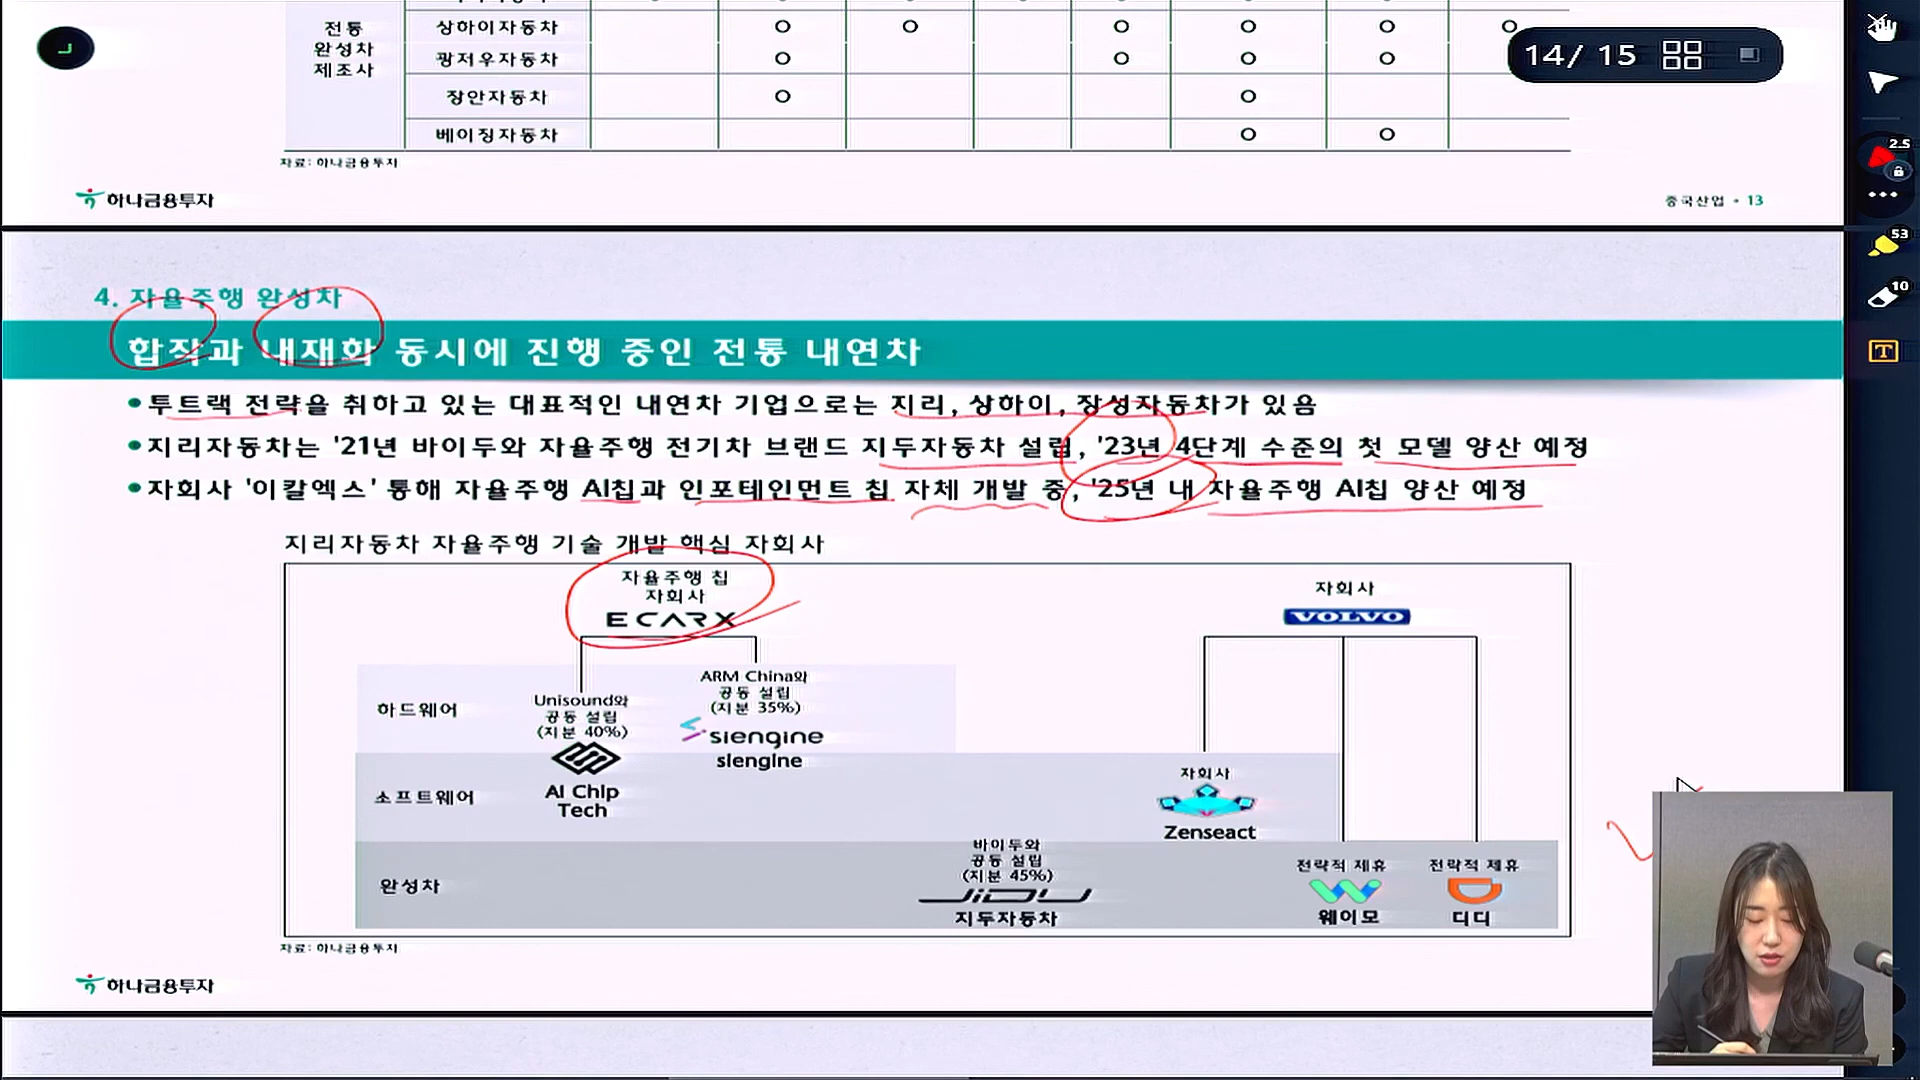 전통
완성차
제조사
상하이자동차 O O O O O O
광저우자동차 O O O O
장안자동차 O O
베이징자동차 O O
자료: 하나금융투자
하나금융투자
중국산업 • 13
14/ 15
2.5
53
10
T
4. 자율주행 완성차
합작과 내재화 동시에 진행 중인 전통 내연차
●투트랙 전략을 취하고 있는 대표적인 내연차 기업으로는 지리, 상하이, 장성자동차가 있음
●지리자동차는 '21년 바이두와 자율주행 전기차 브랜드 지두자동차 설립, '23년 4단계 수준의 첫 모델 양산 예정
●자회사 '이칼엑스' 통해 자율주행 AI칩과 인포테인먼트 칩 자체 개발 중, '25년 내 자율주행 AI칩 양산 예정
지리자동차 자율주행 기술 개발 핵심 자회사
자율주행 칩
자회사
ECARX
자회사
VOLVO
하드웨어
Unisound와
공동 설립
(지분 40%)
AI Chip
Tech
ARM China와
공동 설립
(지분 35%)
siengine
siengine
소프트웨어
자회사
Zenseact
완성차
바이두와
공동 설립
(지분 45%)
JiDU
지두자동차
전략적 제휴
웨이모
전략적 제휴
디디
자료: 하나금융투자
하나금융투자